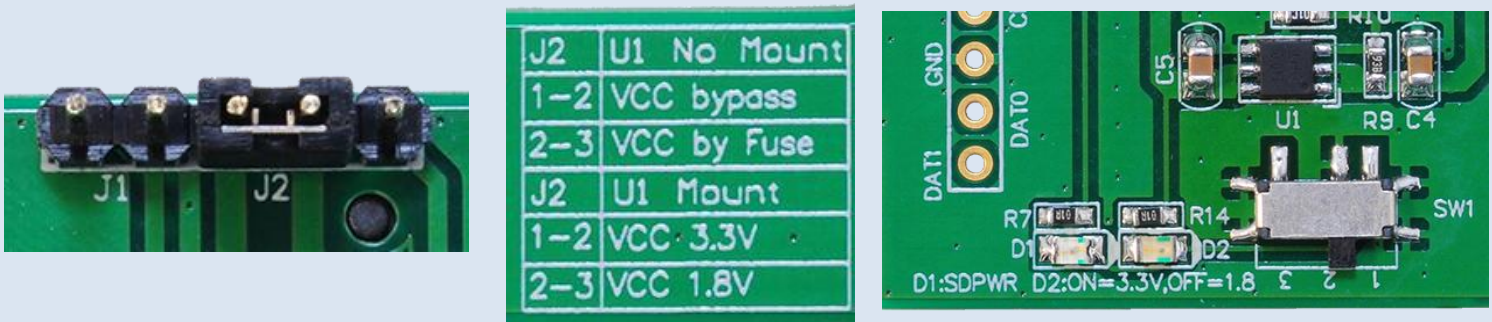 J1 J2
J2 U1 No Mount
1-2 VCC bypass
2-3 VCC by Fuse
J2 U1 Mount
1-2 VCC 3.3V
2-3 VCC 1.8V
R10
C5
GND
DAT0
DAT1
U1 R9 C4
R7 01R 01R R14
D1 D2
SW1
D1:SDPWR D2:ON=3.3V,OFF=1.8 3 2 1